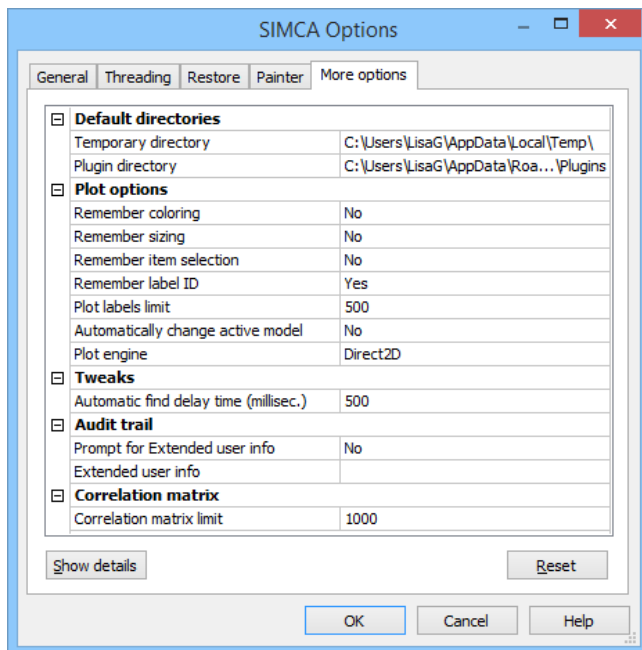 SIMCA Options
General Threading Restore Painter More options
Default directories
Temporary directory C:\Users\LisaG\AppData\Local\Temp\
Plugin directory C:\Users\LisaG\AppData\Roa...\Plugins
Plot options
Remember coloring No
Remember sizing No
Remember item selection No
Remember label ID Yes
Plot labels limit 500
Automatically change active model No
Plot engine Direct2D
Tweaks
Automatic find delay time (millisec.) 500
Audit trail
Prompt for Extended user info No
Extended user info
Correlation matrix
Correlation matrix limit 1000
Show details Reset
OK Cancel Help